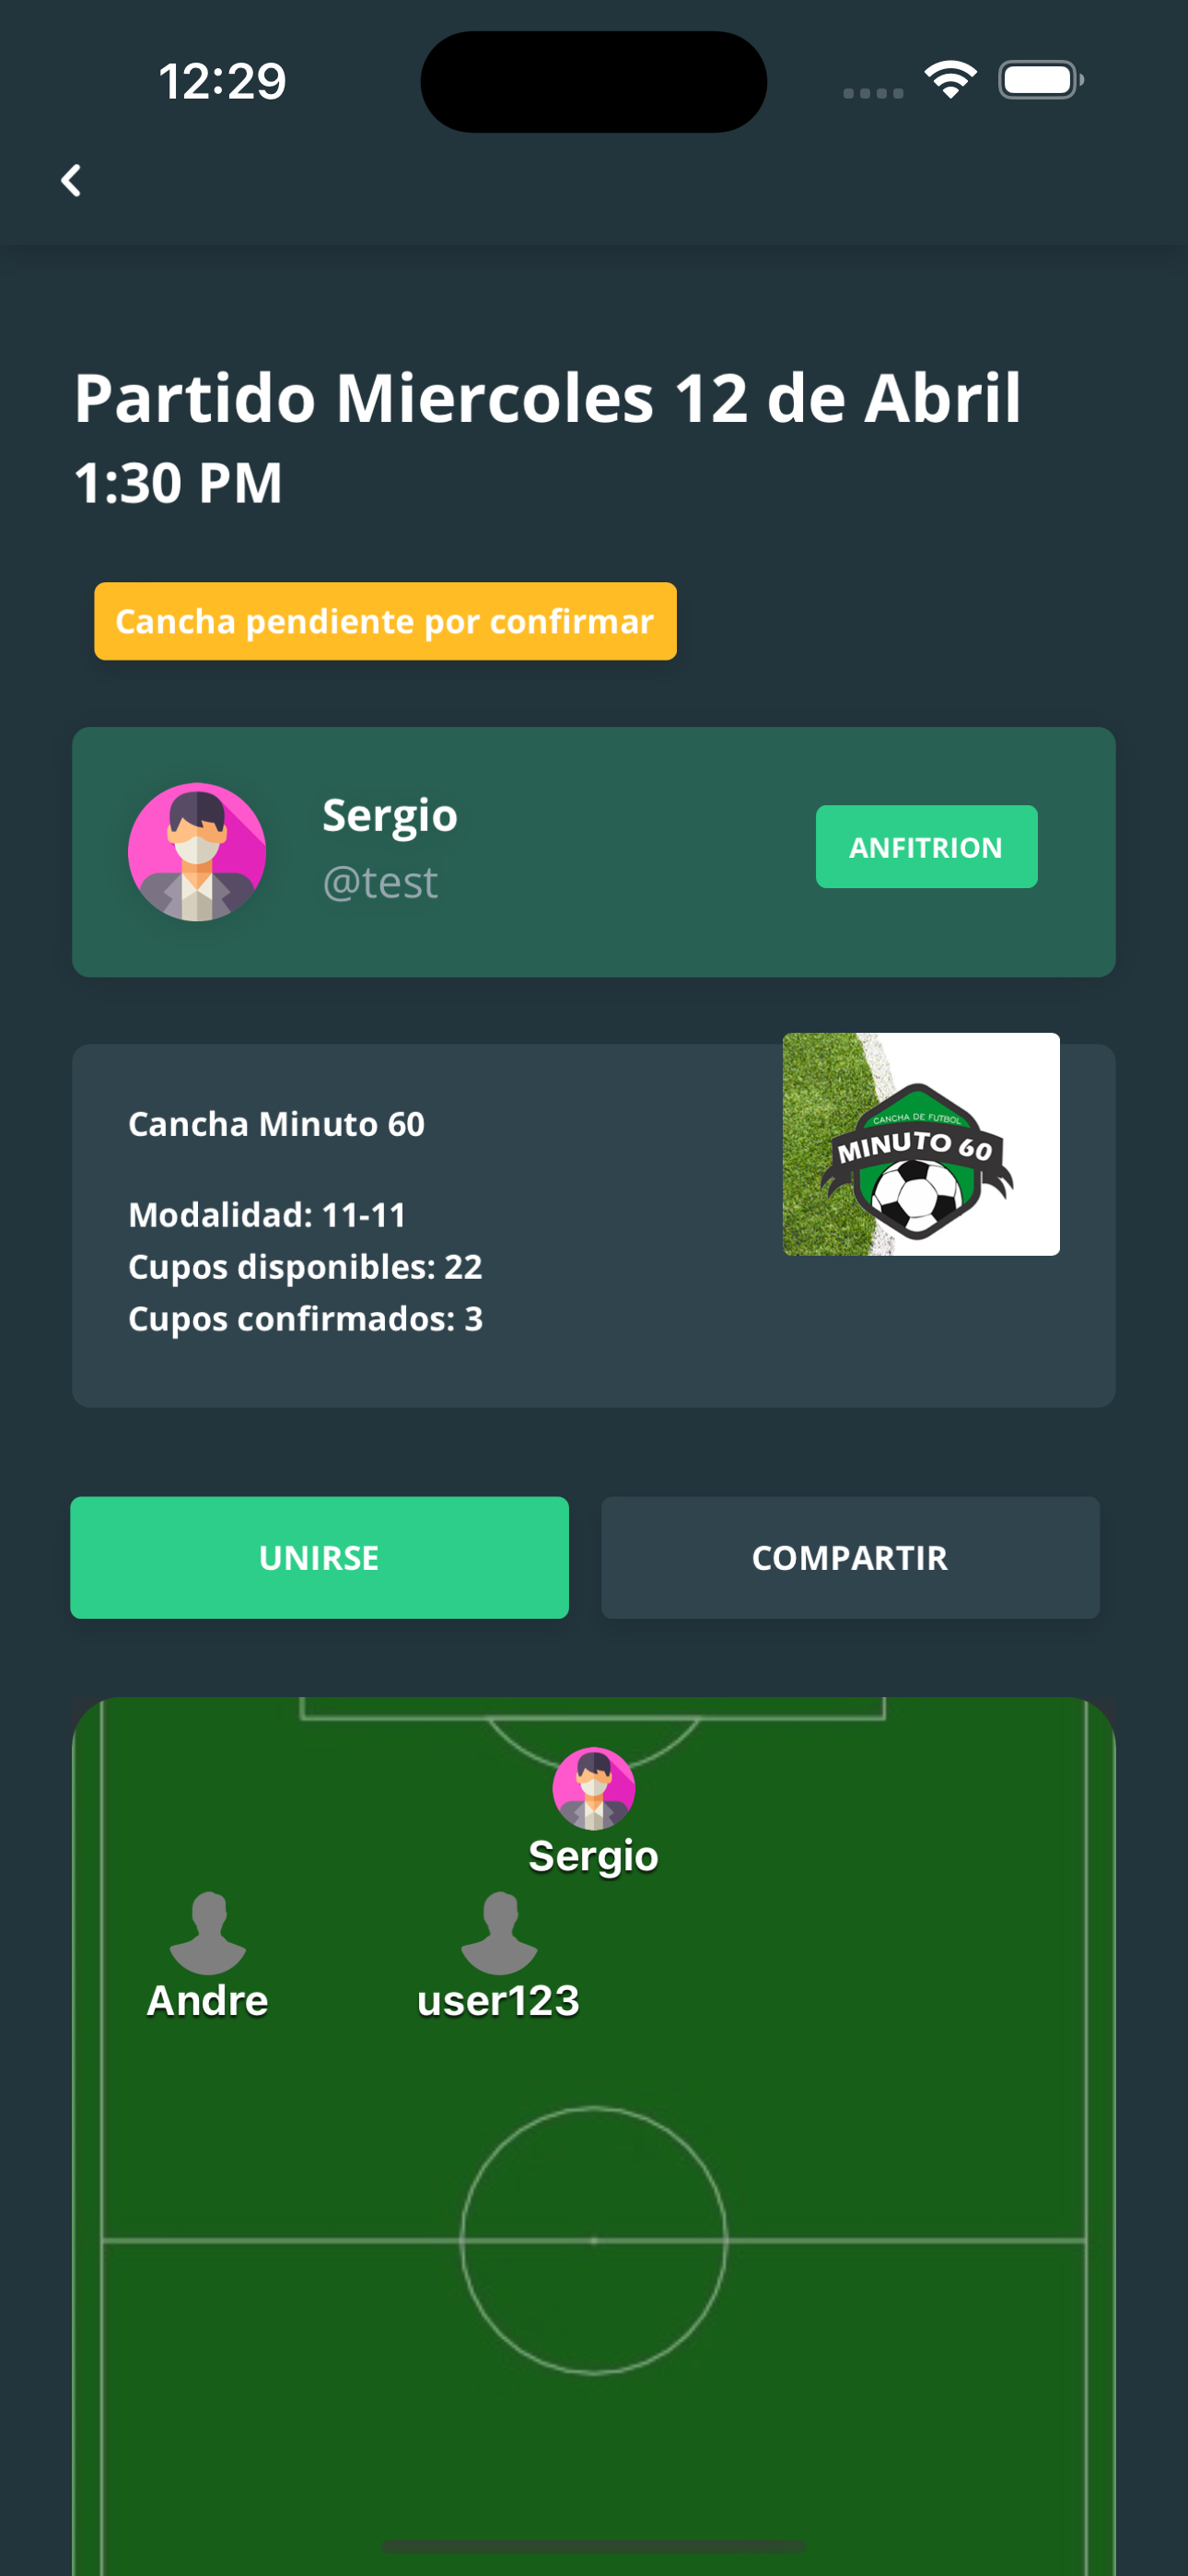 12:29
Partido Miercoles 12 de Abril
1:30 PM
Cancha pendiente por confirmar
Sergio
@test
ANFITRION
Cancha Minuto 60
CANCHA DE FUTBOL
MINUTO 60
Modalidad: 11-11
Cupos disponibles: 22
Cupos confirmados: 3
UNIRSE
COMPARTIR
Sergio
Andre
user123